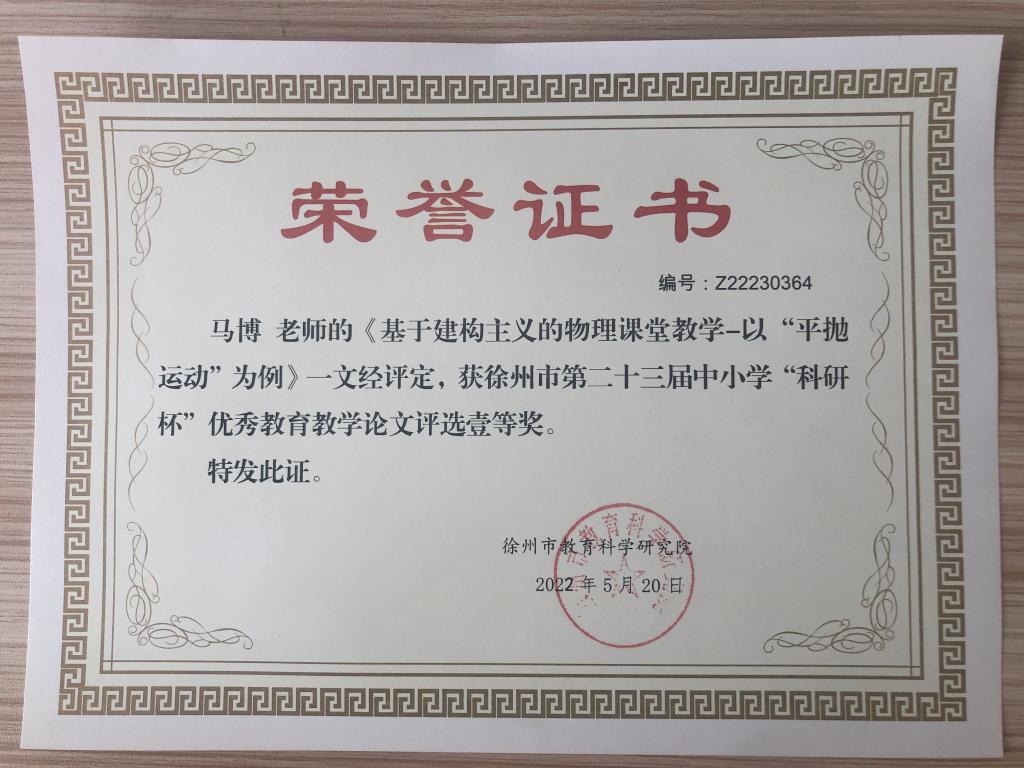 荣誉证书
编号：Z22230364
马博 老师的《基于建构主义的物理课堂教学-以“平抛
运动”为例》一文经评定，获徐州市第二十三届中小学“科研
杯”优秀教育教学论文评选壹等奖。
特发此证。
徐州市教育科学研究院
2022年5月20日